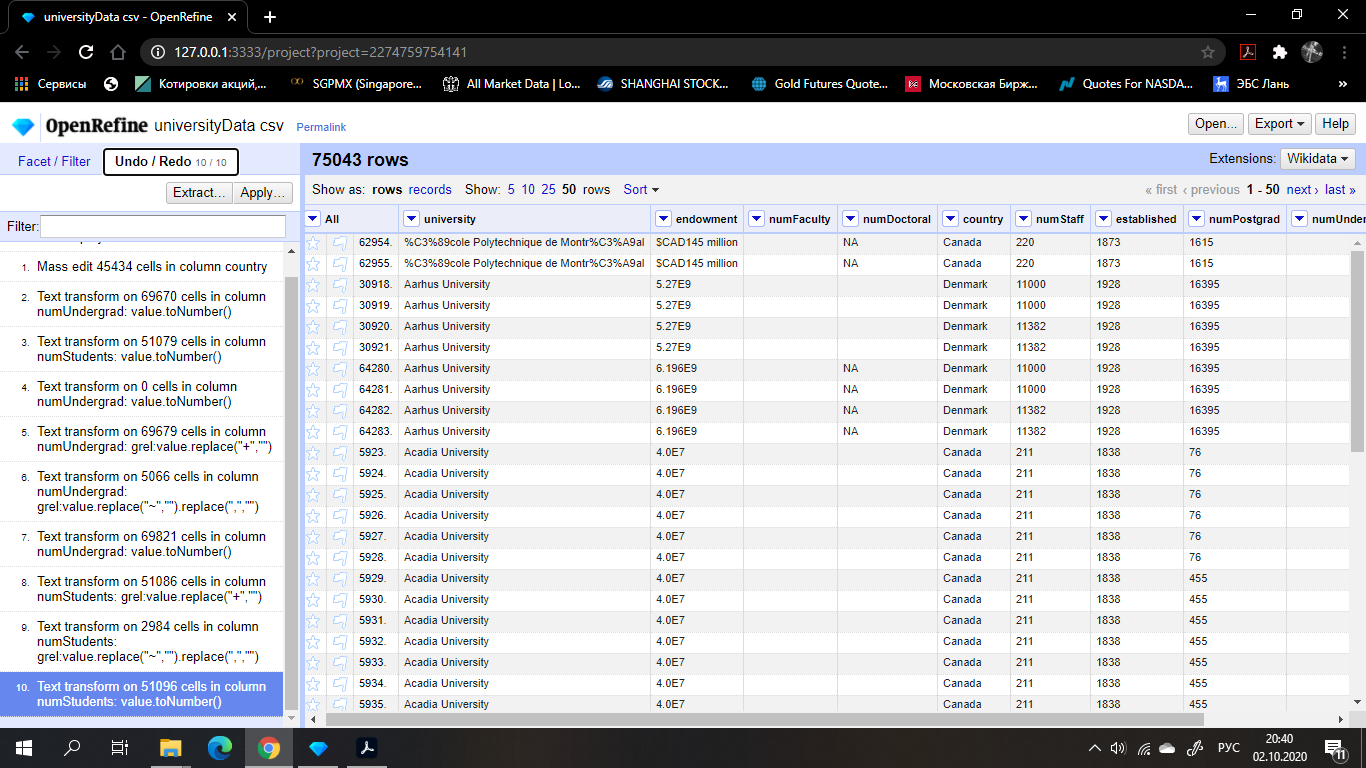 universityData csv - OpenRefine
127.0.0.1:3333/project?project=2274759754141
Сервисы Котировки акций,... SGPMX (Singapore... All Market Data | Lo... SHANGHAI STOCK... Gold Futures Quote... Московская Бирж... Quotes For NASDA... ЭБС Лань »
OpenRefine universityData csv Permalink Open... Export Help
Facet / Filter Undo / Redo 10 / 10 75043 rows Extensions: Wikidata
Extract... Apply... Show as: rows records Show: 5 10 25 50 rows Sort « first ‹ previous 1 - 50 next › last »
Filter:
1. Mass edit 45434 cells in column country
2. Text transform on 69670 cells in column
numUndergrad: value.toNumber()
3. Text transform on 51079 cells in column
numStudents: value.toNumber()
4. Text transform on 0 cells in column
numUndergrad: value.toNumber()
5. Text transform on 69679 cells in column
numUndergrad: grel:value.replace("+","")
6. Text transform on 5066 cells in column
numUndergrad:
grel:value.replace("~","").replace(",","")
7. Text transform on 69821 cells in column
numUndergrad: value.toNumber()
8. Text transform on 51086 cells in column
numStudents: grel:value.replace("+","")
9. Text transform on 2984 cells in column
numStudents:
grel:value.replace("~","").replace(",","")
10. Text transform on 51096 cells in column
numStudents: value.toNumber()
All university endowment numFaculty numDoctoral country numStaff established numPostgrad numUnder
62954. %C3%89cole Polytechnique de Montr%C3%A9al $CAD145 million NA Canada 220 1873 1615
62955. %C3%89cole Polytechnique de Montr%C3%A9al $CAD145 million NA Canada 220 1873 1615
30918. Aarhus University 5.27E9 Denmark 11000 1928 16395
30919. Aarhus University 5.27E9 Denmark 11000 1928 16395
30920. Aarhus University 5.27E9 Denmark 11382 1928 16395
30921. Aarhus University 5.27E9 Denmark 11382 1928 16395
64280. Aarhus University 6.196E9 NA Denmark 11000 1928 16395
64281. Aarhus University 6.196E9 NA Denmark 11000 1928 16395
64282. Aarhus University 6.196E9 NA Denmark 11382 1928 16395
64283. Aarhus University 6.196E9 NA Denmark 11382 1928 16395
5923. Acadia University 4.0E7 Canada 211 1838 76
5924. Acadia University 4.0E7 Canada 211 1838 76
5925. Acadia University 4.0E7 Canada 211 1838 76
5926. Acadia University 4.0E7 Canada 211 1838 76
5927. Acadia University 4.0E7 Canada 211 1838 76
5928. Acadia University 4.0E7 Canada 211 1838 76
5929. Acadia University 4.0E7 Canada 211 1838 455
5930. Acadia University 4.0E7 Canada 211 1838 455
5931. Acadia University 4.0E7 Canada 211 1838 455
5932. Acadia University 4.0E7 Canada 211 1838 455
5933. Acadia University 4.0E7 Canada 211 1838 455
5934. Acadia University 4.0E7 Canada 211 1838 455
5935. Acadia University 4.0E7 Canada 211 1838 455
РУС 20:40
02.10.2020 11